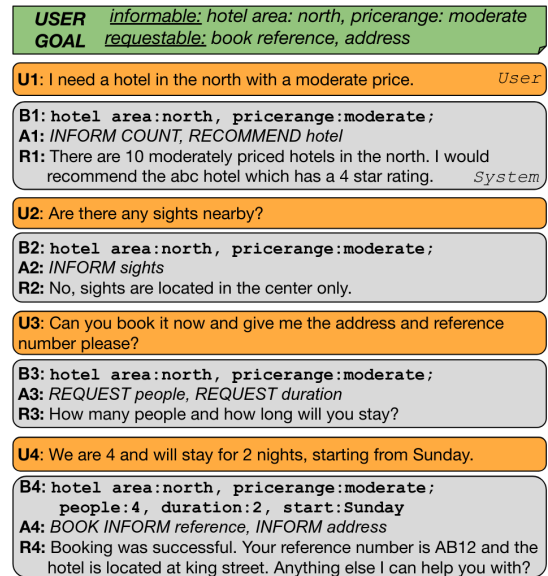 USER GOAL informable: hotel area: north, pricerange: moderate
requestable: book reference, address
U1: I need a hotel in the north with a moderate price. User
B1: hotel area:north, pricerange:moderate;
A1: INFORM COUNT, RECOMMEND hotel
R1: There are 10 moderately priced hotels in the north. I would
recommend the abc hotel which has a 4 star rating. System
U2: Are there any sights nearby?
B2: hotel area:north, pricerange:moderate;
A2: INFORM sights
R2: No, sights are located in the center only.
U3: Can you book it now and give me the address and reference
number please?
B3: hotel area:north, pricerange:moderate;
A3: REQUEST people, REQUEST duration
R3: How many people and how long will you stay?
U4: We are 4 and will stay for 2 nights, starting from Sunday.
B4: hotel area:north, pricerange:moderate;
people:4, duration:2, start:Sunday
A4: BOOK INFORM reference, INFORM address
R4: Booking was successful. Your reference number is AB12 and the
hotel is located at king street. Anything else I can help you with?